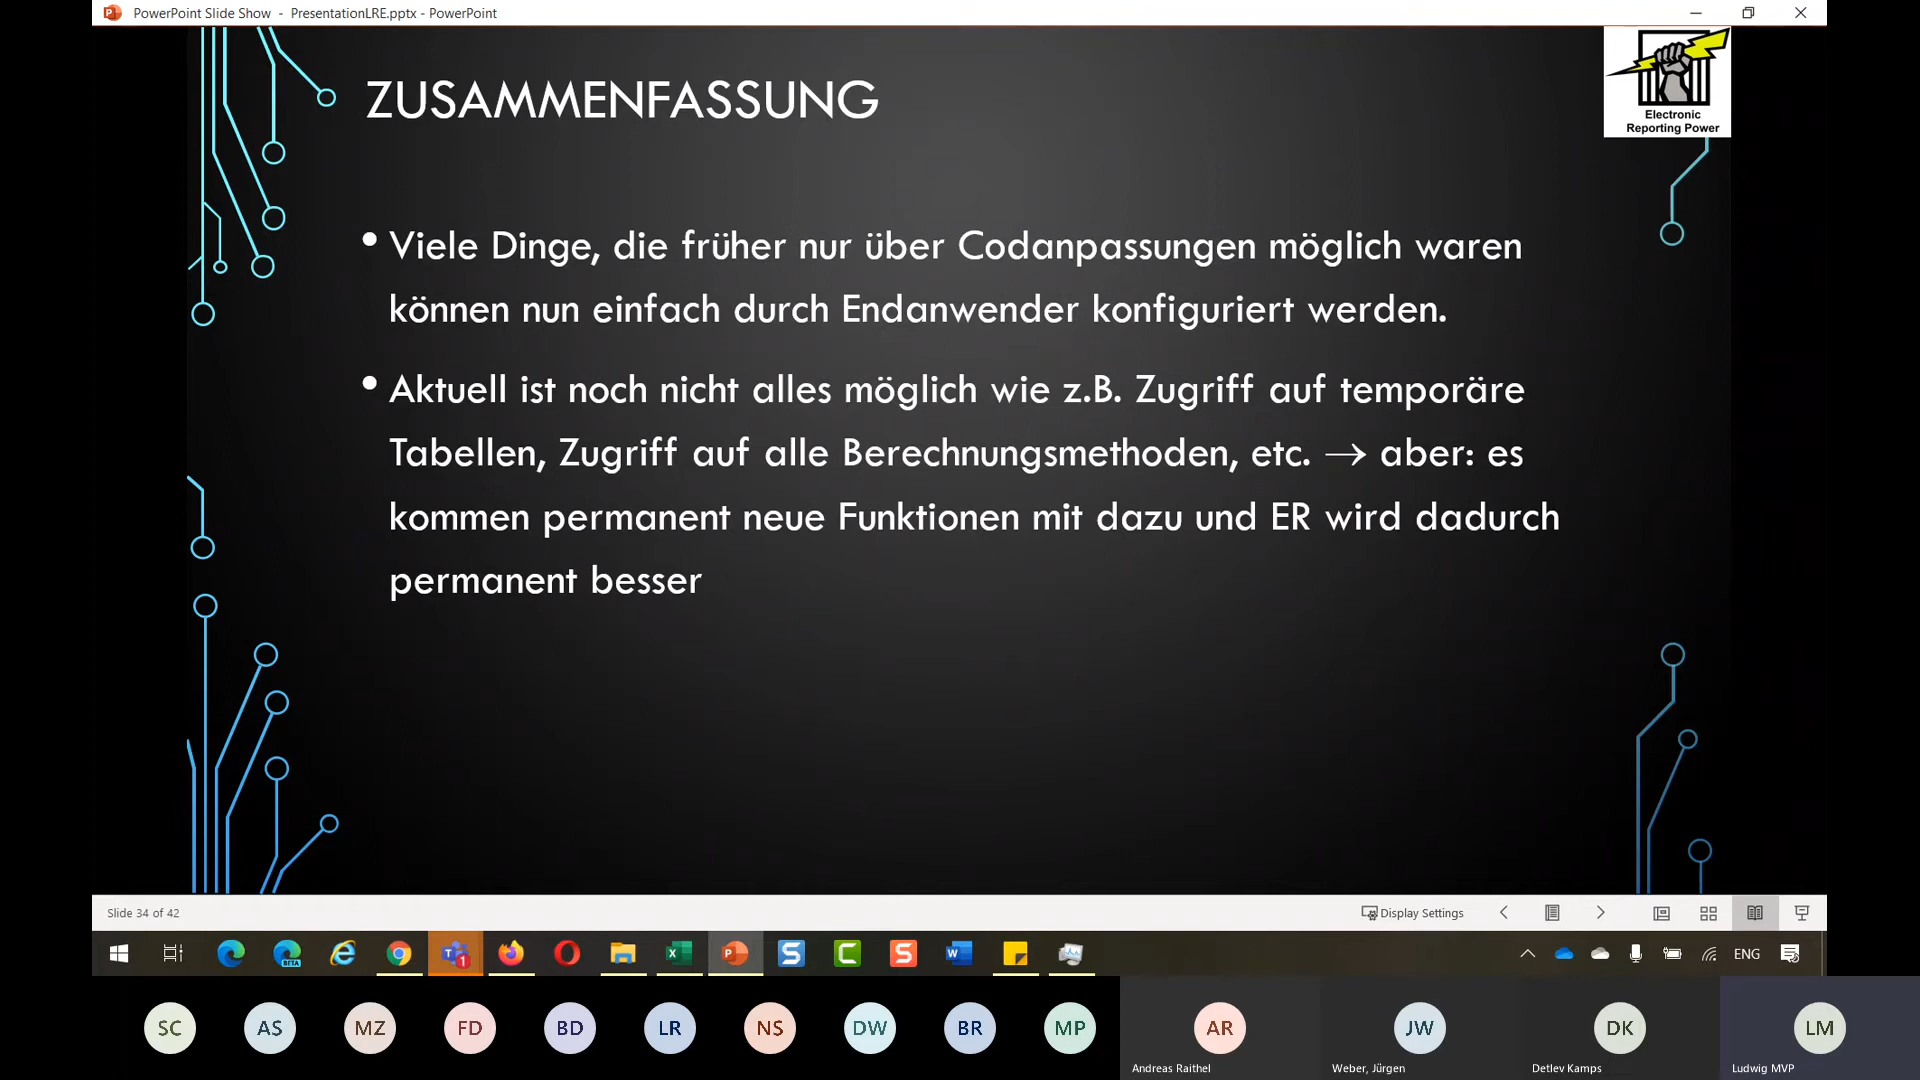 PowerPoint Slide Show - PresentationLRE.pptx - PowerPoint
ZUSAMMENFASSUNG
Electronic
Reporting Power
• Viele Dinge, die früher nur über Codanpassungen möglich waren
können nun einfach durch Endanwender konfiguriert werden.
• Aktuell ist noch nicht alles möglich wie z.B. Zugriff auf temporäre
Tabellen, Zugriff auf alle Berechnungsmethoden, etc. → aber: es
kommen permanent neue Funktionen mit dazu und ER wird dadurch
permanent besser
Slide 34 of 42
Display Settings
BETA
1
ENG
SC AS MZ FD BD LR NS DW BR MP AR JW DK LM
Andreas Raithel Weber, Jürgen Detlev Kamps Ludwig MVP